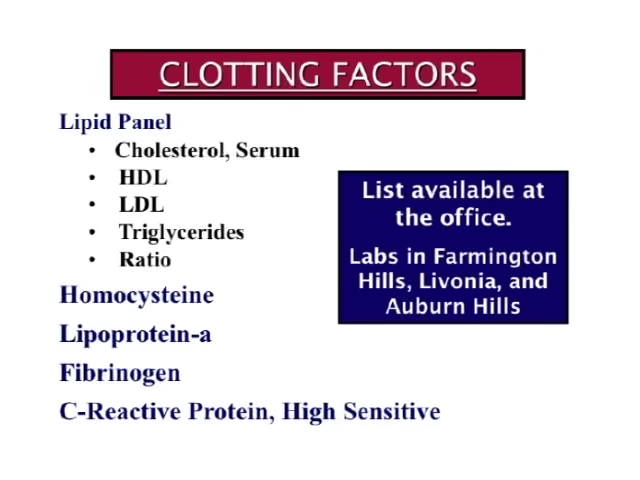 CLOTTING FACTORS
Lipid Panel
• Cholesterol, Serum
• HDL
• LDL
• Triglycerides
• Ratio
Homocysteine
Lipoprotein-a
Fibrinogen
C-Reactive Protein, High Sensitive
List available at
the office.
Labs in Farmington
Hills, Livonia, and
Auburn Hills